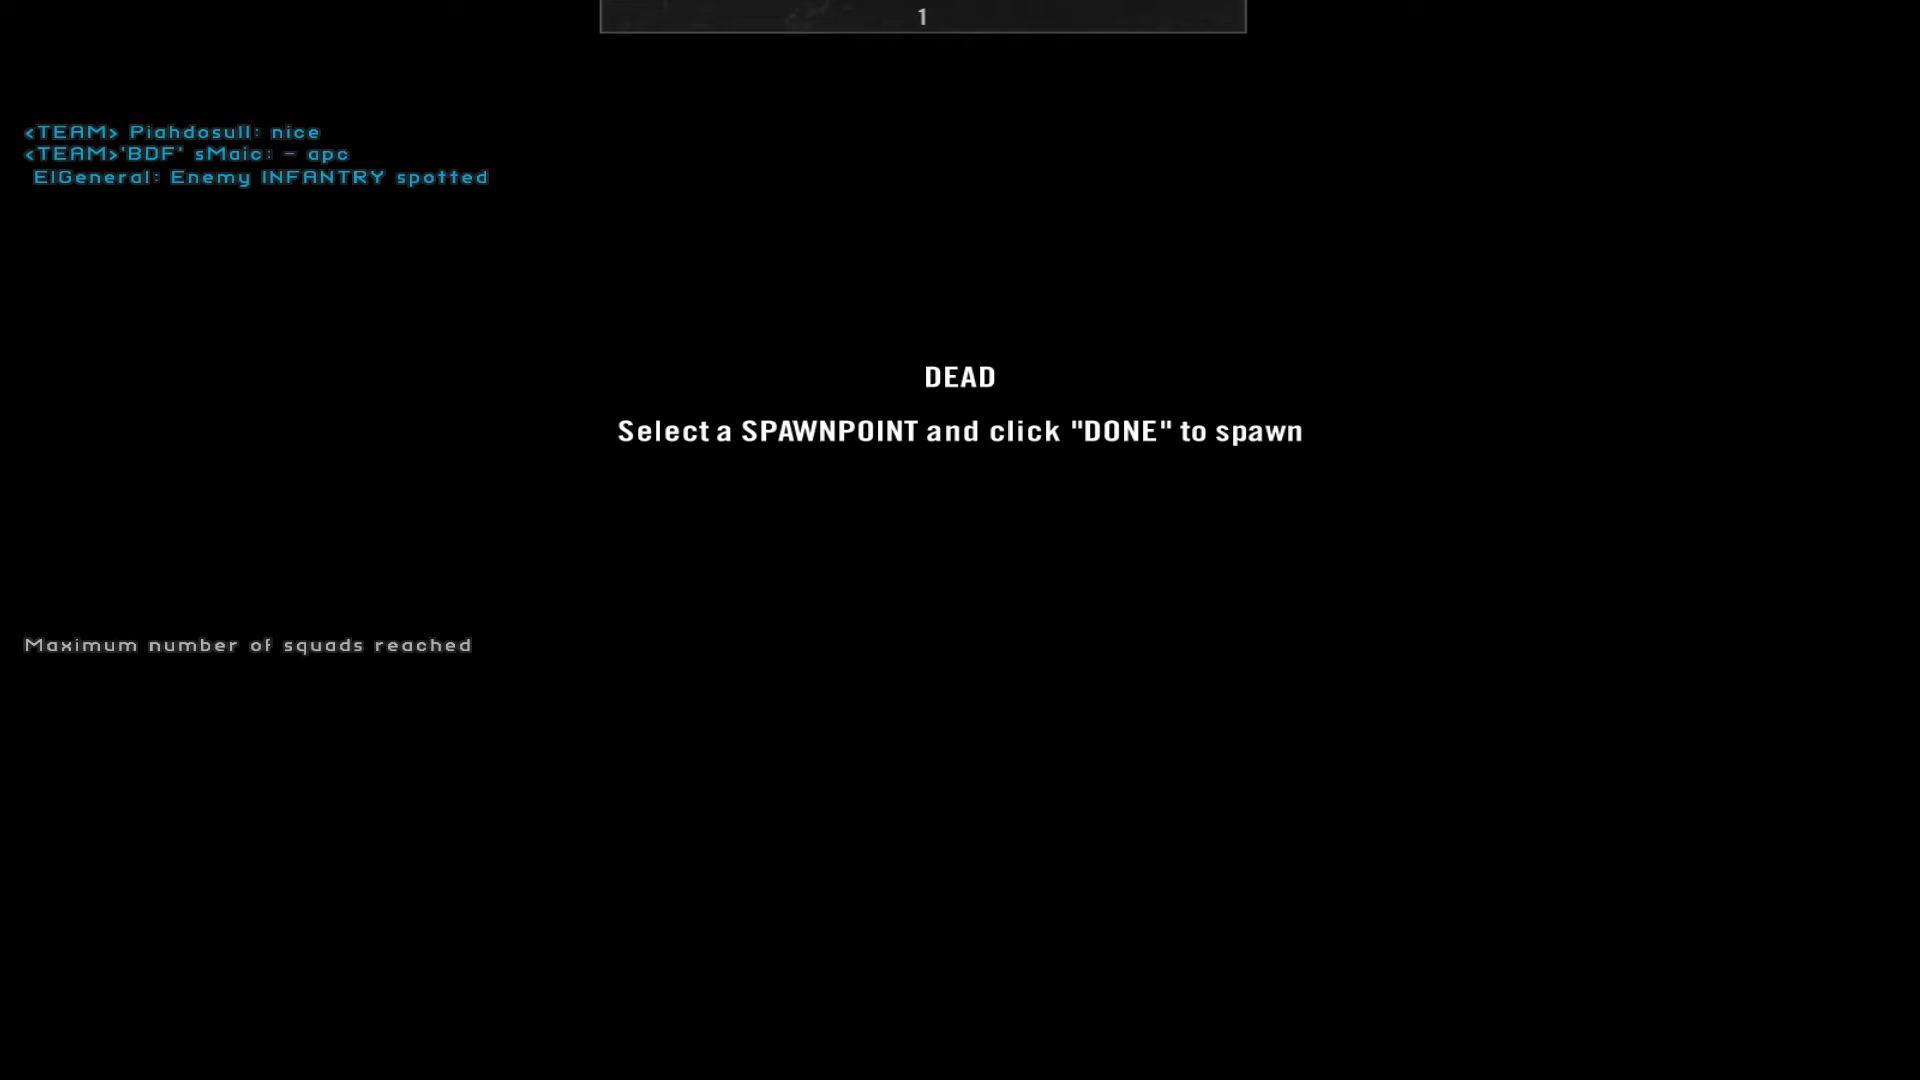 1
<TEAM> Piahdosull: nice
<TEAM>'BDF' sMaic: - apc
ElGeneral: Enemy INFANTRY spotted
DEAD
Select a SPAWNPOINT and click "DONE" to spawn
Maximum number of squads reached